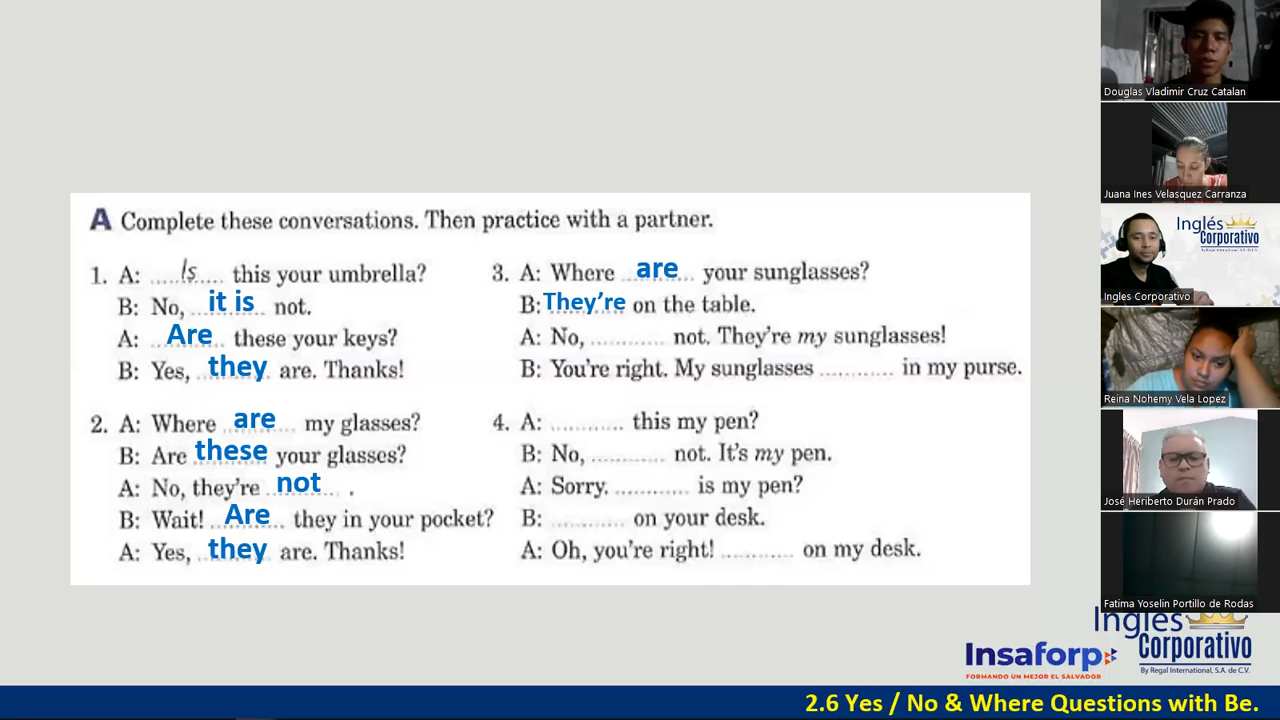 A Complete these conversations. Then practice with a partner.
1. A: ....Is.... this your umbrella?
B: No, it is not.
A: Are these your keys?
B: Yes, they are. Thanks!
2. A: Where are my glasses?
B: Are these your glasses?
A: No, they're not .
B: Wait! Are they in your pocket?
A: Yes, they are. Thanks!
3. A: Where are your sunglasses?
B: They're on the table.
A: No, ............ not. They're my sunglasses!
B: You're right. My sunglasses ............ in my purse.
4. A: ............ this my pen?
B: No, ............ not. It's my pen.
A: Sorry. ............ is my pen?
B: ............ on your desk.
A: Oh, you're right! ............ on my desk.
Douglas Vladimir Cruz Catalan
Juana Ines Velasquez Carranza
Inglés
Corporativo
By Regal International, S.A. de C.V.
Ingles Corporativo
Reina Nohemy Vela Lopez
José Heriberto Durán Prado
Fatima Yoselin Portillo de Rodas
Insaforp
FORMANDO UN MEJOR EL SALVADOR
Inglés
Corporativo
By Regal International, S.A. de C.V.
2.6 Yes / No & Where Questions with Be.